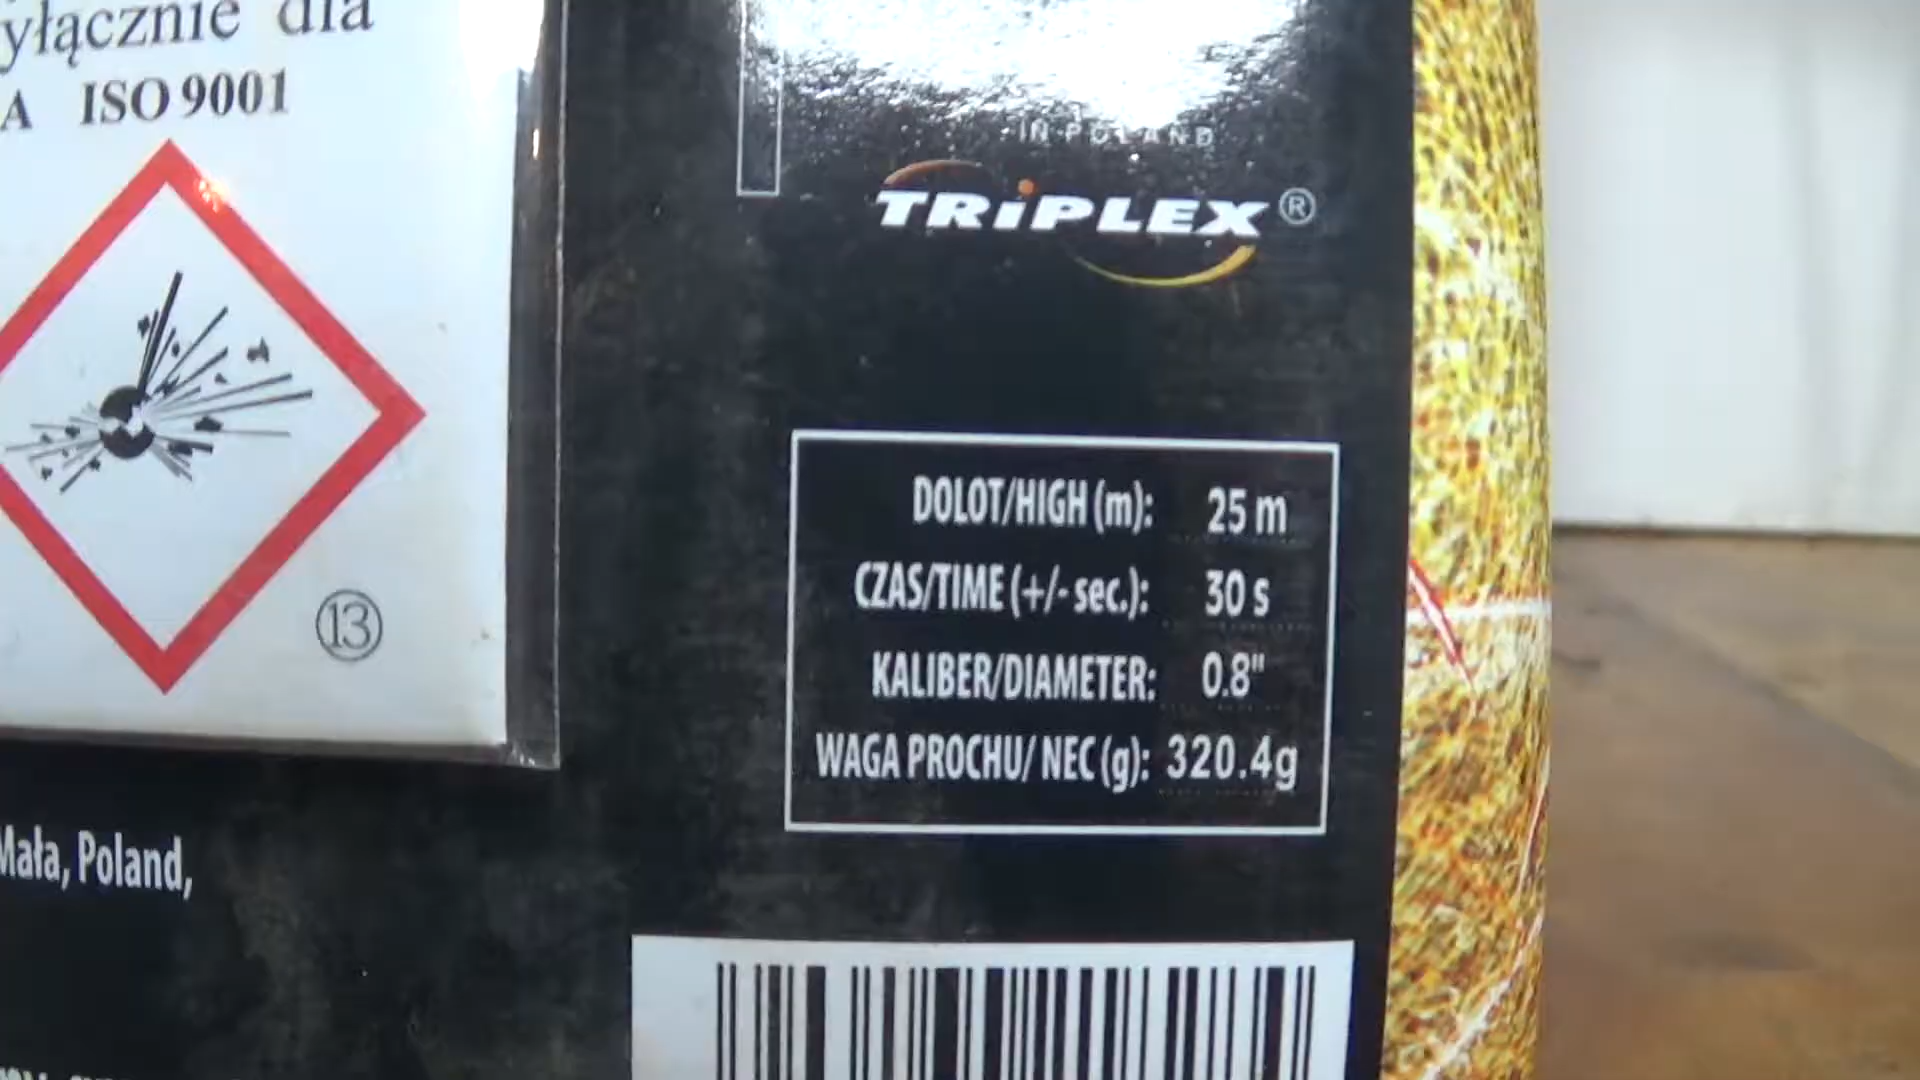 yłącznie dla
A ISO 9001
13
Mała, Poland,
IN POLAND
TRiPLEX®
DOLOT/HIGH (m): 25 m
CZAS/TIME (+/- sec.): 30 s
KALIBER/DIAMETER: 0.8"
WAGA PROCHU/ NEC (g): 320.4g